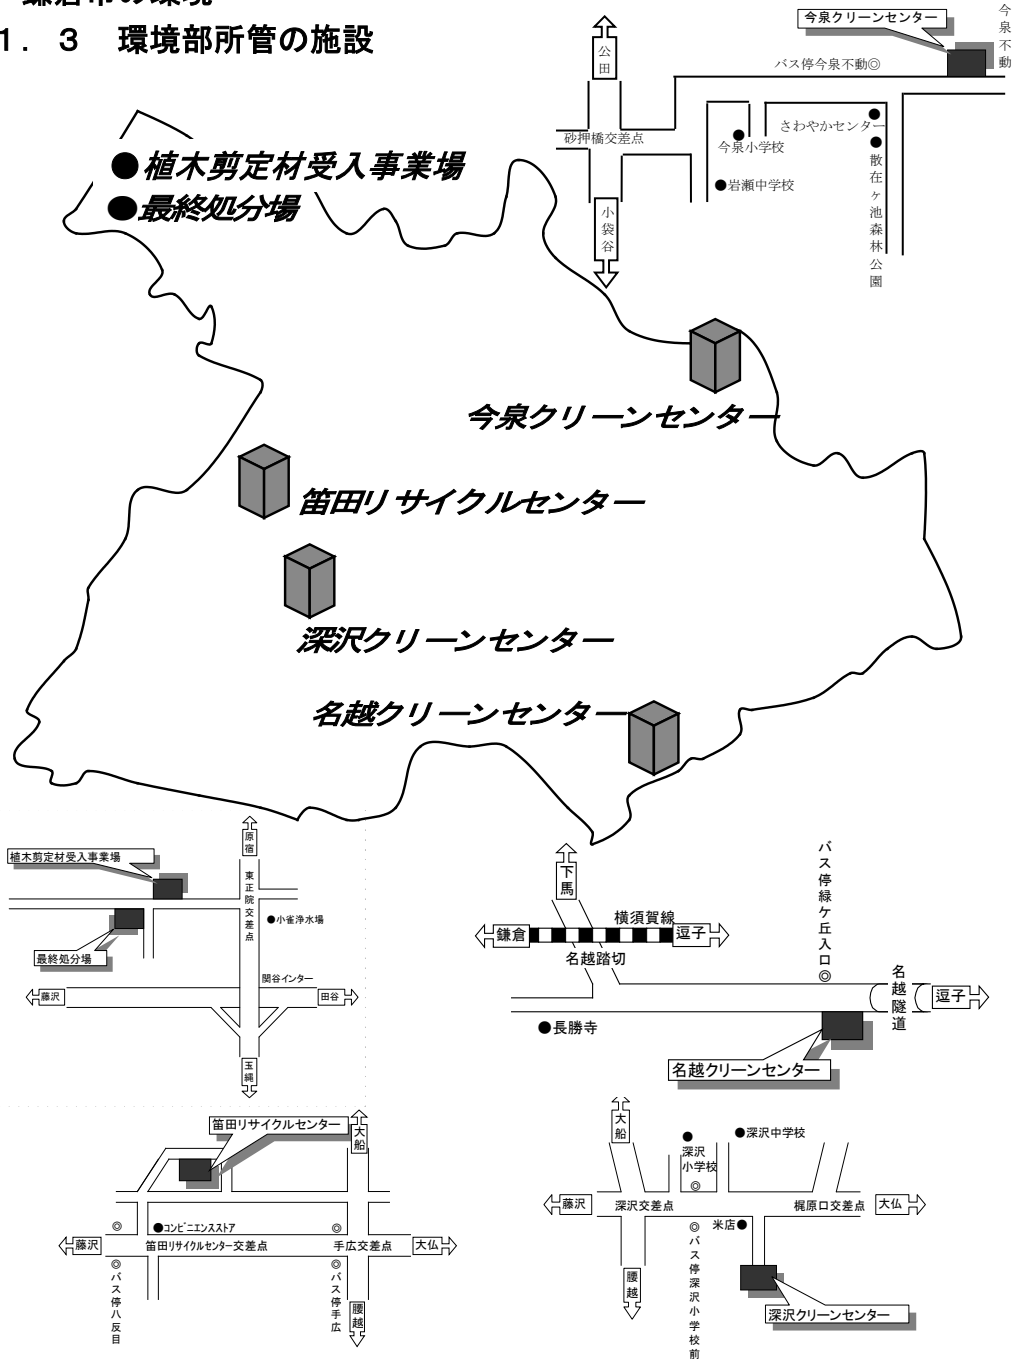 鎌倉市の環境
1．3　環境部所管の施設
今泉クリーンセンター
今泉不動
公田
バス停今泉不動◎
砂押橋交差点
さわやかセンター
今泉小学校
岩瀬中学校
散在ヶ池森林公園
小袋谷
●植木剪定材受入事業場
●最終処分場
今泉クリーンセンター
笛田リサイクルセンター
深沢クリーンセンター
名越クリーンセンター
原宿
植木剪定材受入事業場
東正院交差点
●小雀浄水場
最終処分場
関谷インター
藤沢
田谷
玉縄
下馬
バス停緑ケ丘入口◎
横須賀線
鎌倉
逗子
名越踏切
名越隧道
逗子
●長勝寺
名越クリーンセンター
笛田リサイクルセンター
大船
◎
●コンビニエンスストア
◎
藤沢
笛田リサイクルセンター交差点
手広交差点
大仏
◎バス停八反目
◎バス停手広
腰越
大船
●深沢中学校
深沢小学校
◎
藤沢
深沢交差点
梶原口交差点
大仏
米店●
◎バス停深沢小学校前
腰越
深沢クリーンセンター